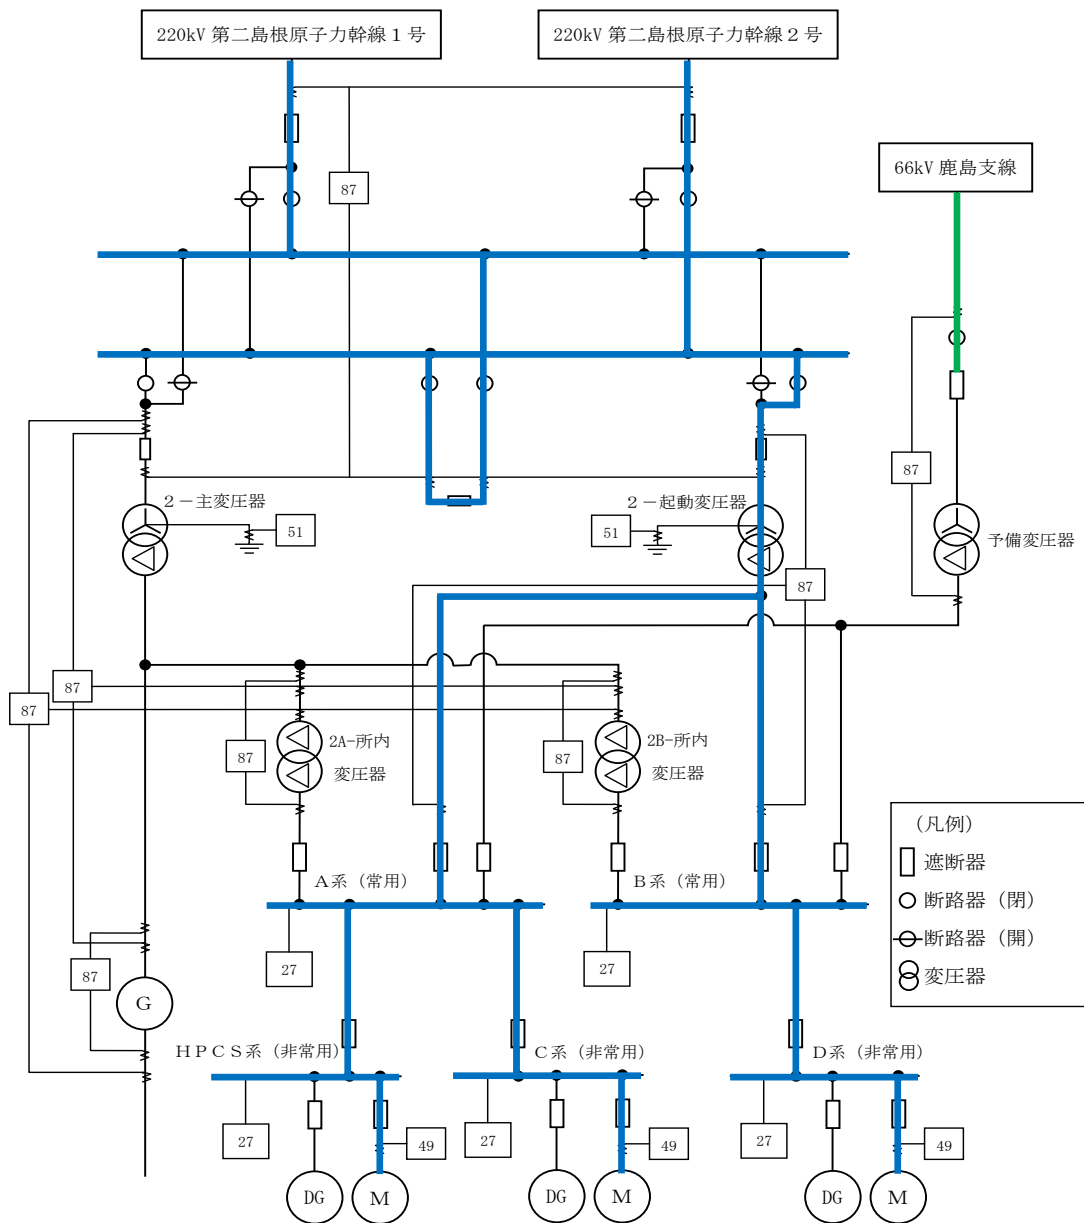 220kV 第二島根原子力幹線１号
220kV 第二島根原子力幹線２号
66kV 鹿島支線
87
87
２－主変圧器
51
２－起動変圧器
51
予備変圧器
87
87
87
87
2A-所内
変圧器
87
2B-所内
変圧器
(凡例)
遮断器
断路器（閉）
断路器（開）
変圧器
Ａ系（常用）
Ｂ系（常用）
27
27
87
G
ＨＰＣＳ系（非常用）
Ｃ系（非常用）
Ｄ系（非常用）
27
49
27
49
27
49
DG
M
DG
M
DG
M